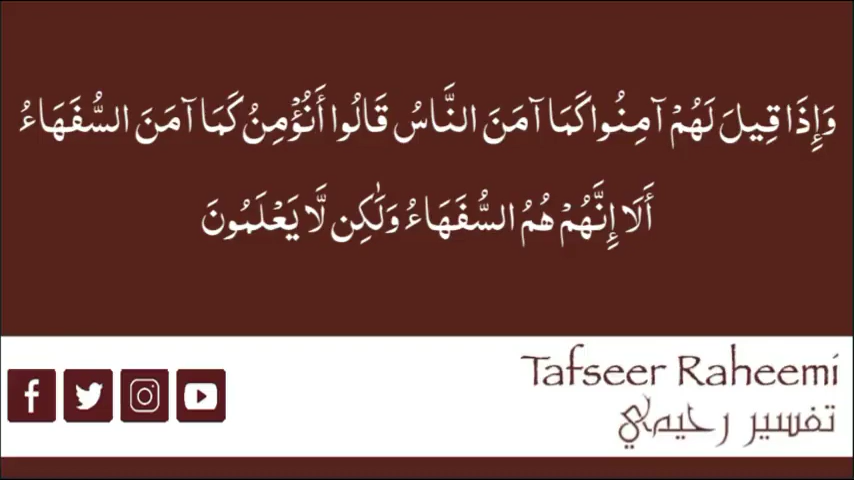 وَإِذَا قِيلَ لَهُمْ آمِنُوا كَمَا آمَنَ النَّاسُ قَالُوا أَنُؤْمِنُ كَمَا آمَنَ السُّفَهَاءُ
أَلَا إِنَّهُمْ هُمُ السُّفَهَاءُ وَلَٰكِن لَّا يَعْلَمُونَ
Tafseer Raheemi
تفسير رحيمي